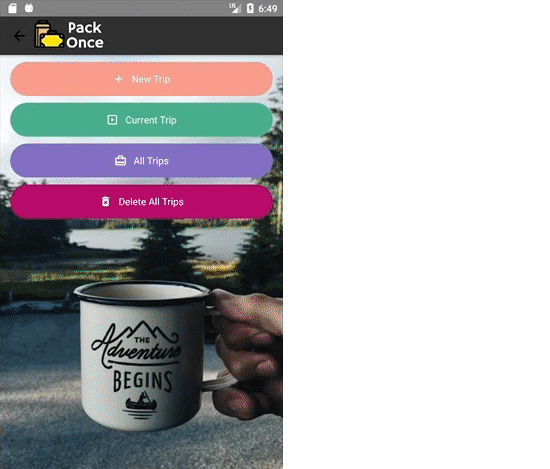 LTE 6:49
Pack
Once
New Trip
Current Trip
All Trips
Delete All Trips
THE
Adventure
BEGINS